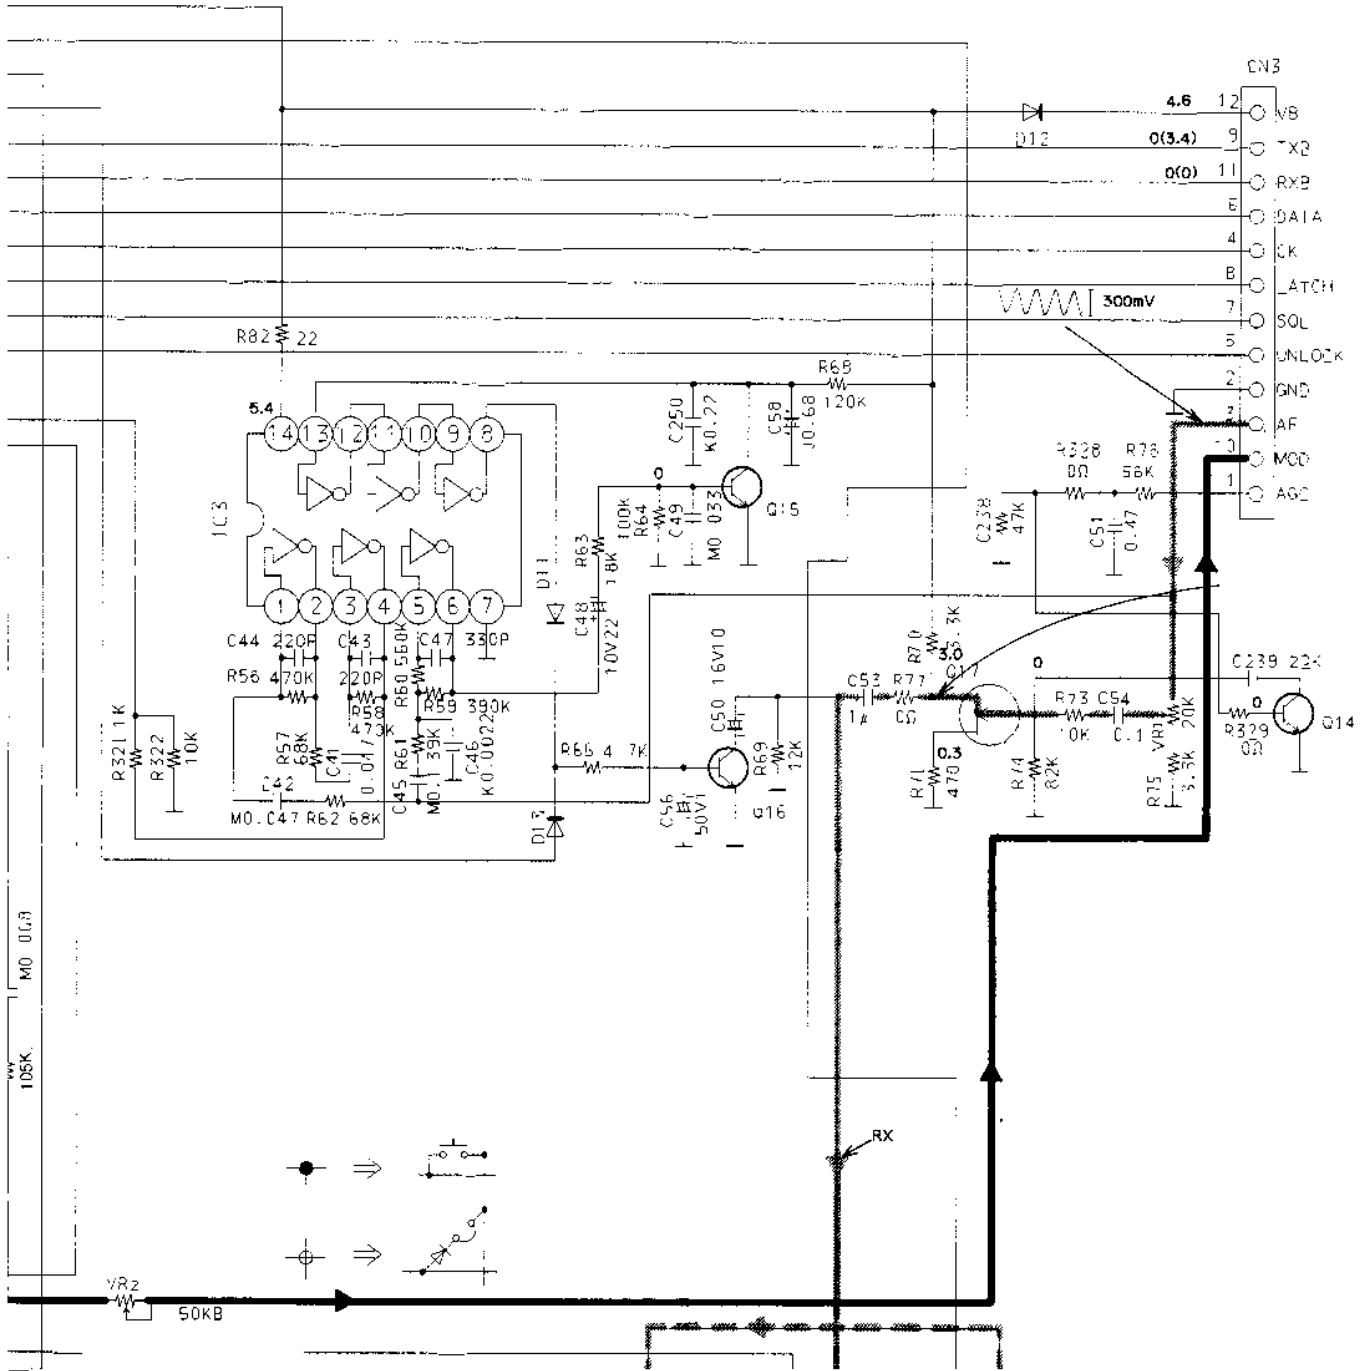 CN3
4.6 12 VB
D12
0(3.4) 9 TXB
0(0) 11 RXB
6 DATA
4 CK
8 LATCH
300mV
7 SQL
R82 22
5 UNLOCK
R68
120K
2 GND
5.4
C250
K0.22
C58
AF
14 13 12 11 10 9 8
R328
0Ω
R76
56K
MOD
0
1 AGC
IC3
100K
R64
C49
M0.033
Q15
C238
47K
C51
0.47
R63
18K
D11
1 2 3 4 5 6 7
C48
10V22
C44 220P
C43
560K
R60
C47 330P
R70
3.3K
3.0
Q17
0
C239 22K
R56 470K
220P
R58
470K
R59 390K
C50 16V10
C53
1μ
R77
0Ω
R73
10K
C54
0.1
VR1
20K
R329
0Ω
0
Q14
R321 1K
R322
10K
R57
68K
C41
R61
39K
C46
K0.0022
R66 4.7K
R69
12K
0.3
R71
470
R74
82K
R75
3.3K
C42
M0.047 R62 68K
C45
M0.1
C56
50V1
Q16
D13
105K
RX
VR2
50KB